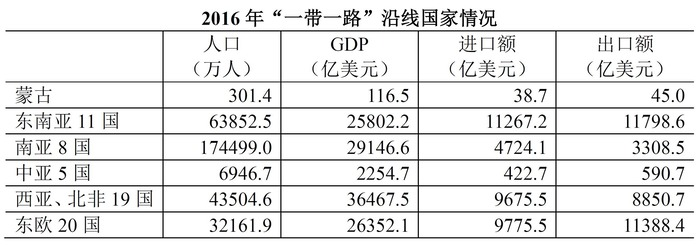 2016 年“一带一路”沿线国家情况
人口 GDP 进口额 出口额
（万人） （亿美元） （亿美元） （亿美元）
蒙古 301.4 116.5 38.7 45.0
东南亚 11 国 63852.5 25802.2 11267.2 11798.6
南亚 8 国 174499.0 29146.6 4724.1 3308.5
中亚 5 国 6946.7 2254.7 422.7 590.7
西亚、北非 19 国 43504.6 36467.5 9675.5 8850.7
东欧 20 国 32161.9 26352.1 9775.5 11388.4